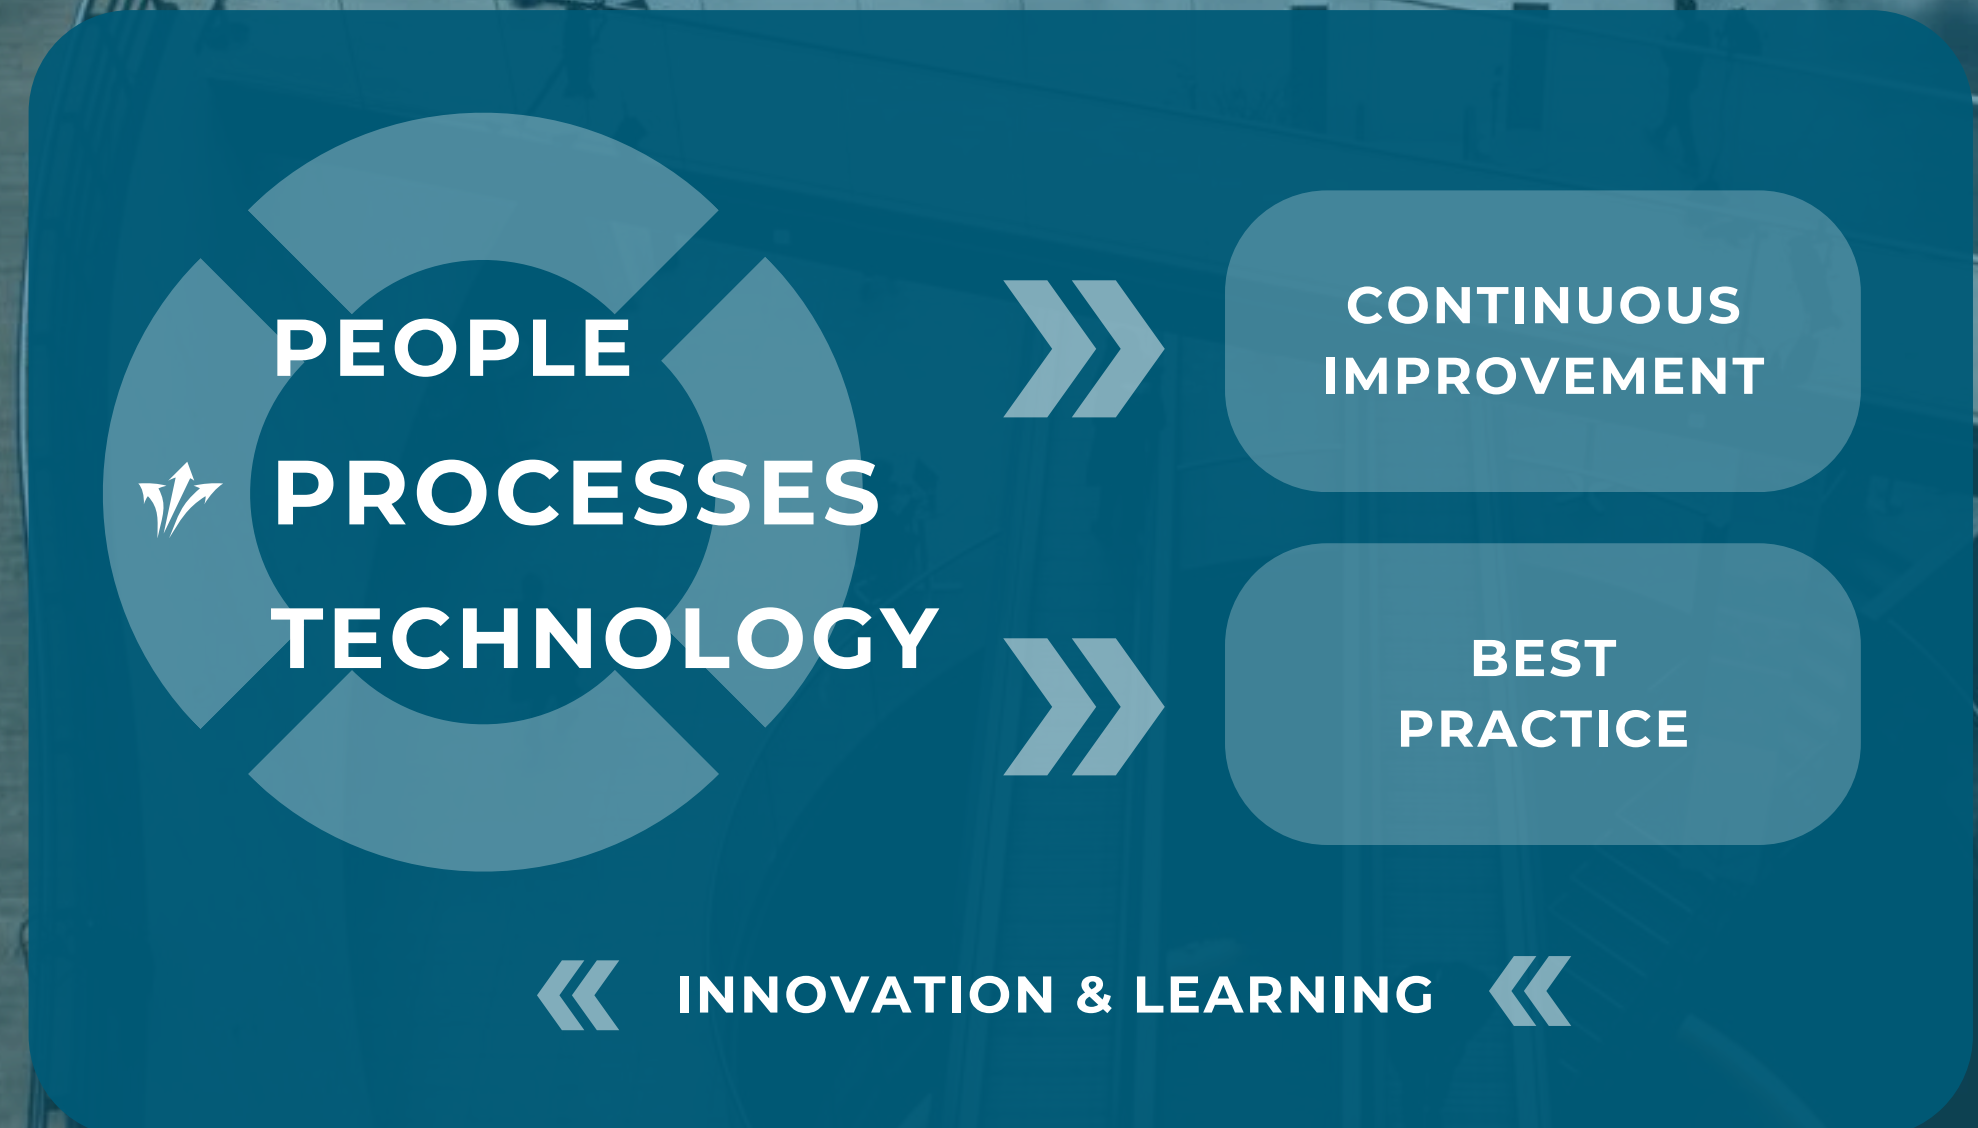 PEOPLE
PROCESSES
TECHNOLOGY
CONTINUOUS
IMPROVEMENT
BEST
PRACTICE
INNOVATION & LEARNING